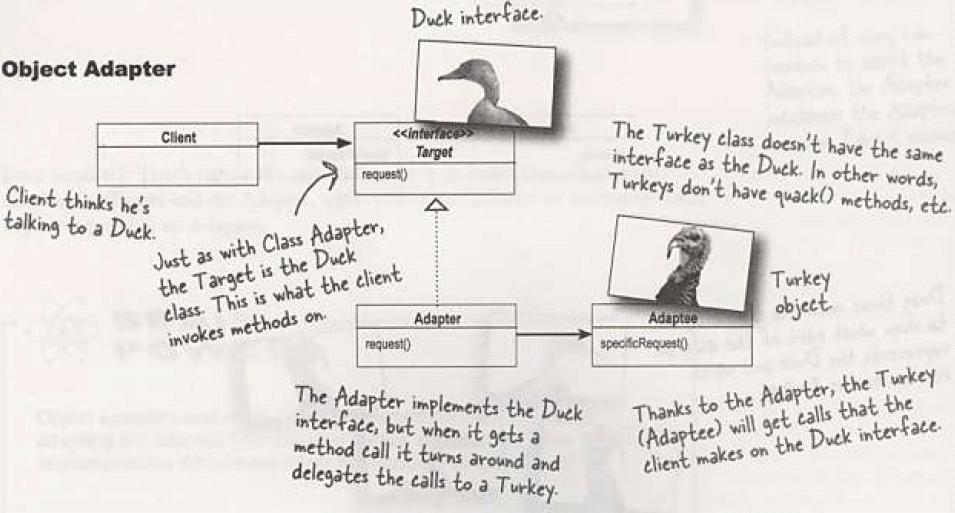 Duck interface.
Object Adapter
Client
<<interface>>
Target
request()
The Turkey class doesn't have the same
interface as the Duck. In other words,
Turkeys don't have quack() methods, etc.
Client thinks he's
talking to a Duck.
Just as with Class Adapter,
the Target is the Duck
class. This is what the client
invokes methods on.
Turkey
object.
Adapter
request()
Adaptee
specificRequest()
The Adapter implements the Duck
interface, but when it gets a
method call it turns around and
delegates the calls to a Turkey.
Thanks to the Adapter, the Turkey
(Adaptee) will get calls that the
client makes on the Duck interface.